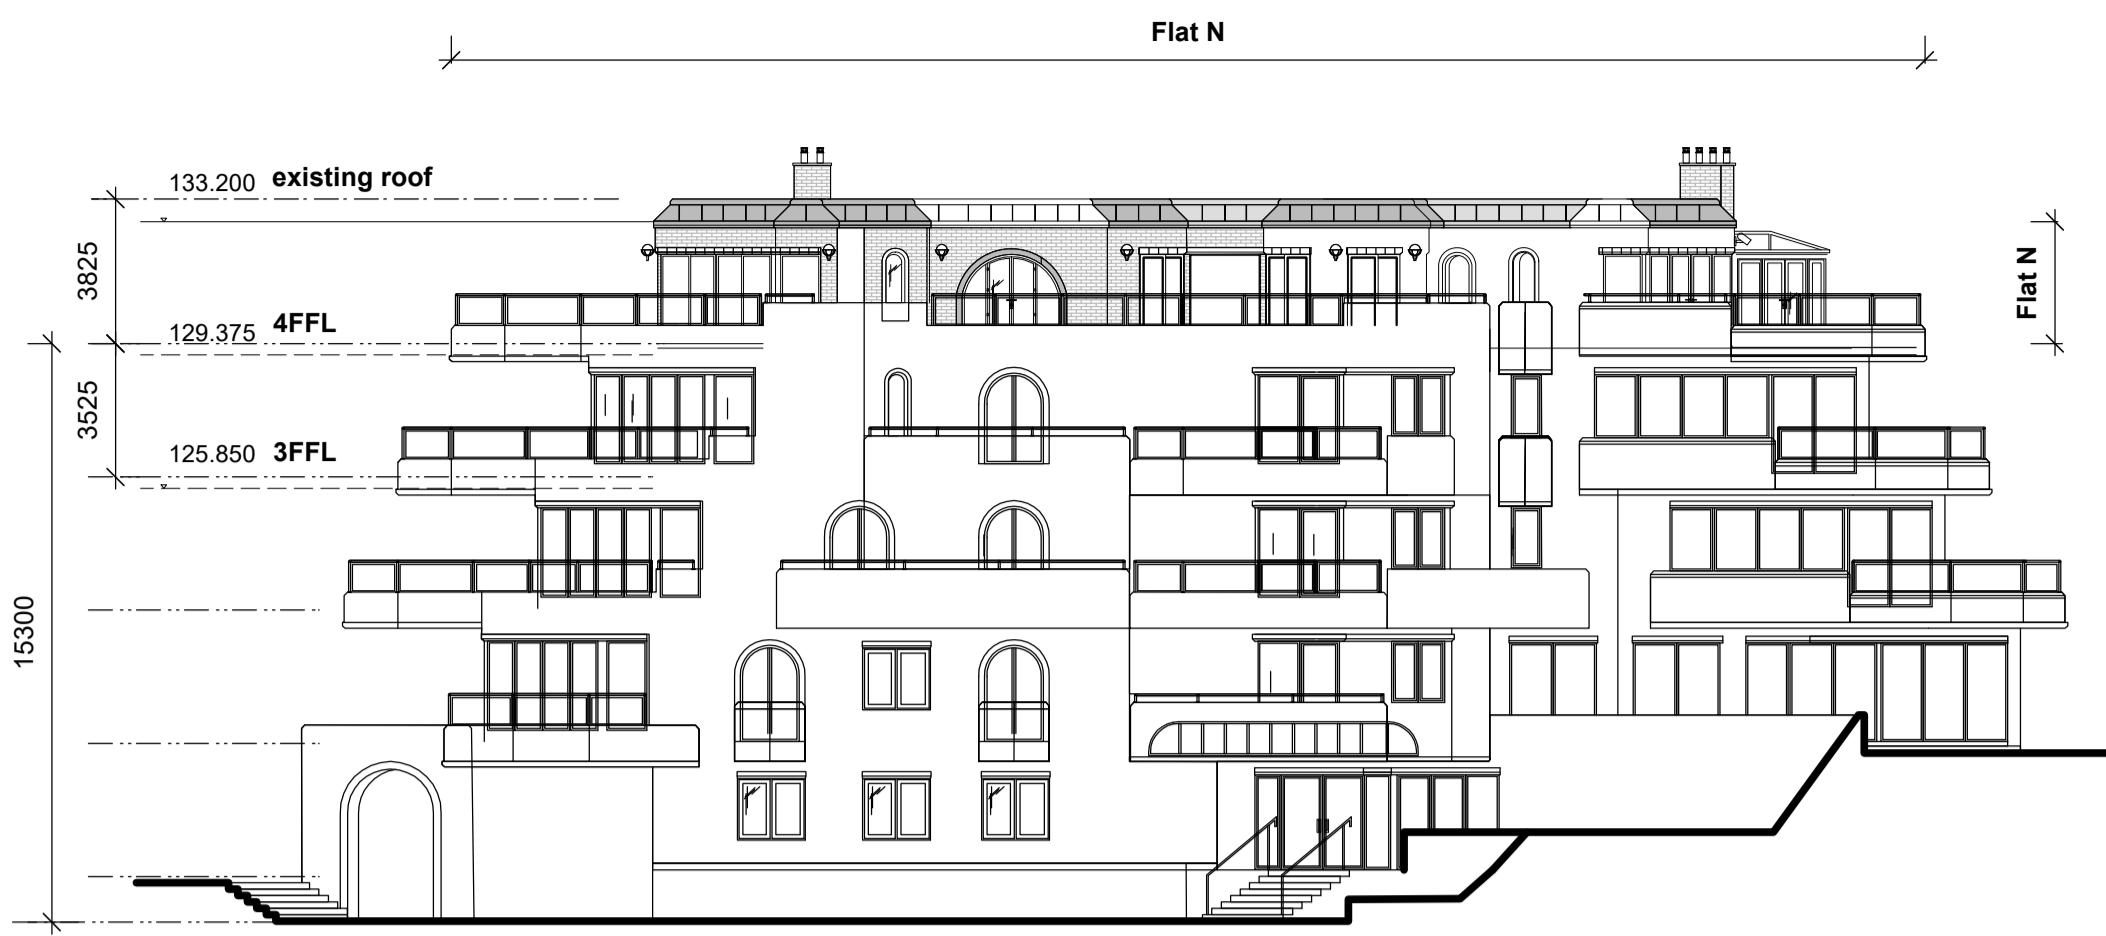 Flat N
133.200 existing roof
3825
Flat N
129.375 4FFL
3525
125.850 3FFL
15300